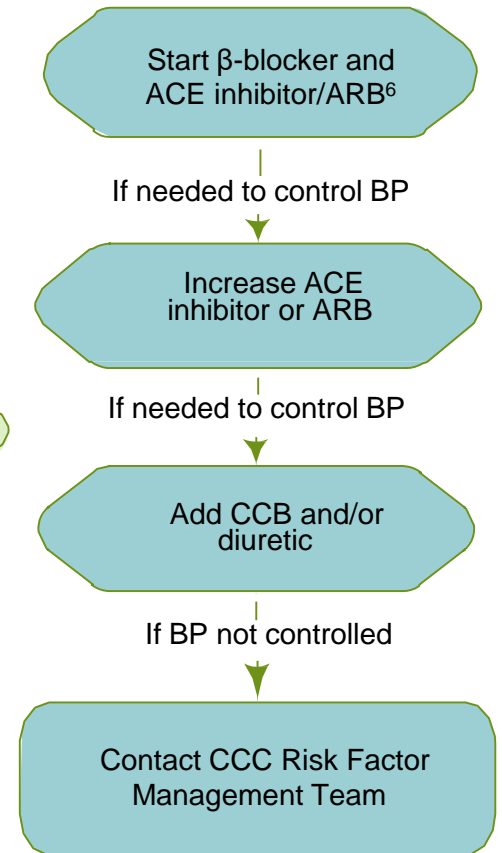 Start β-blocker and
ACE inhibitor/ARB⁶
If needed to control BP
Increase ACE
inhibitor or ARB
If needed to control BP
Add CCB and/or
diuretic
If BP not controlled
Contact CCC Risk Factor
Management Team